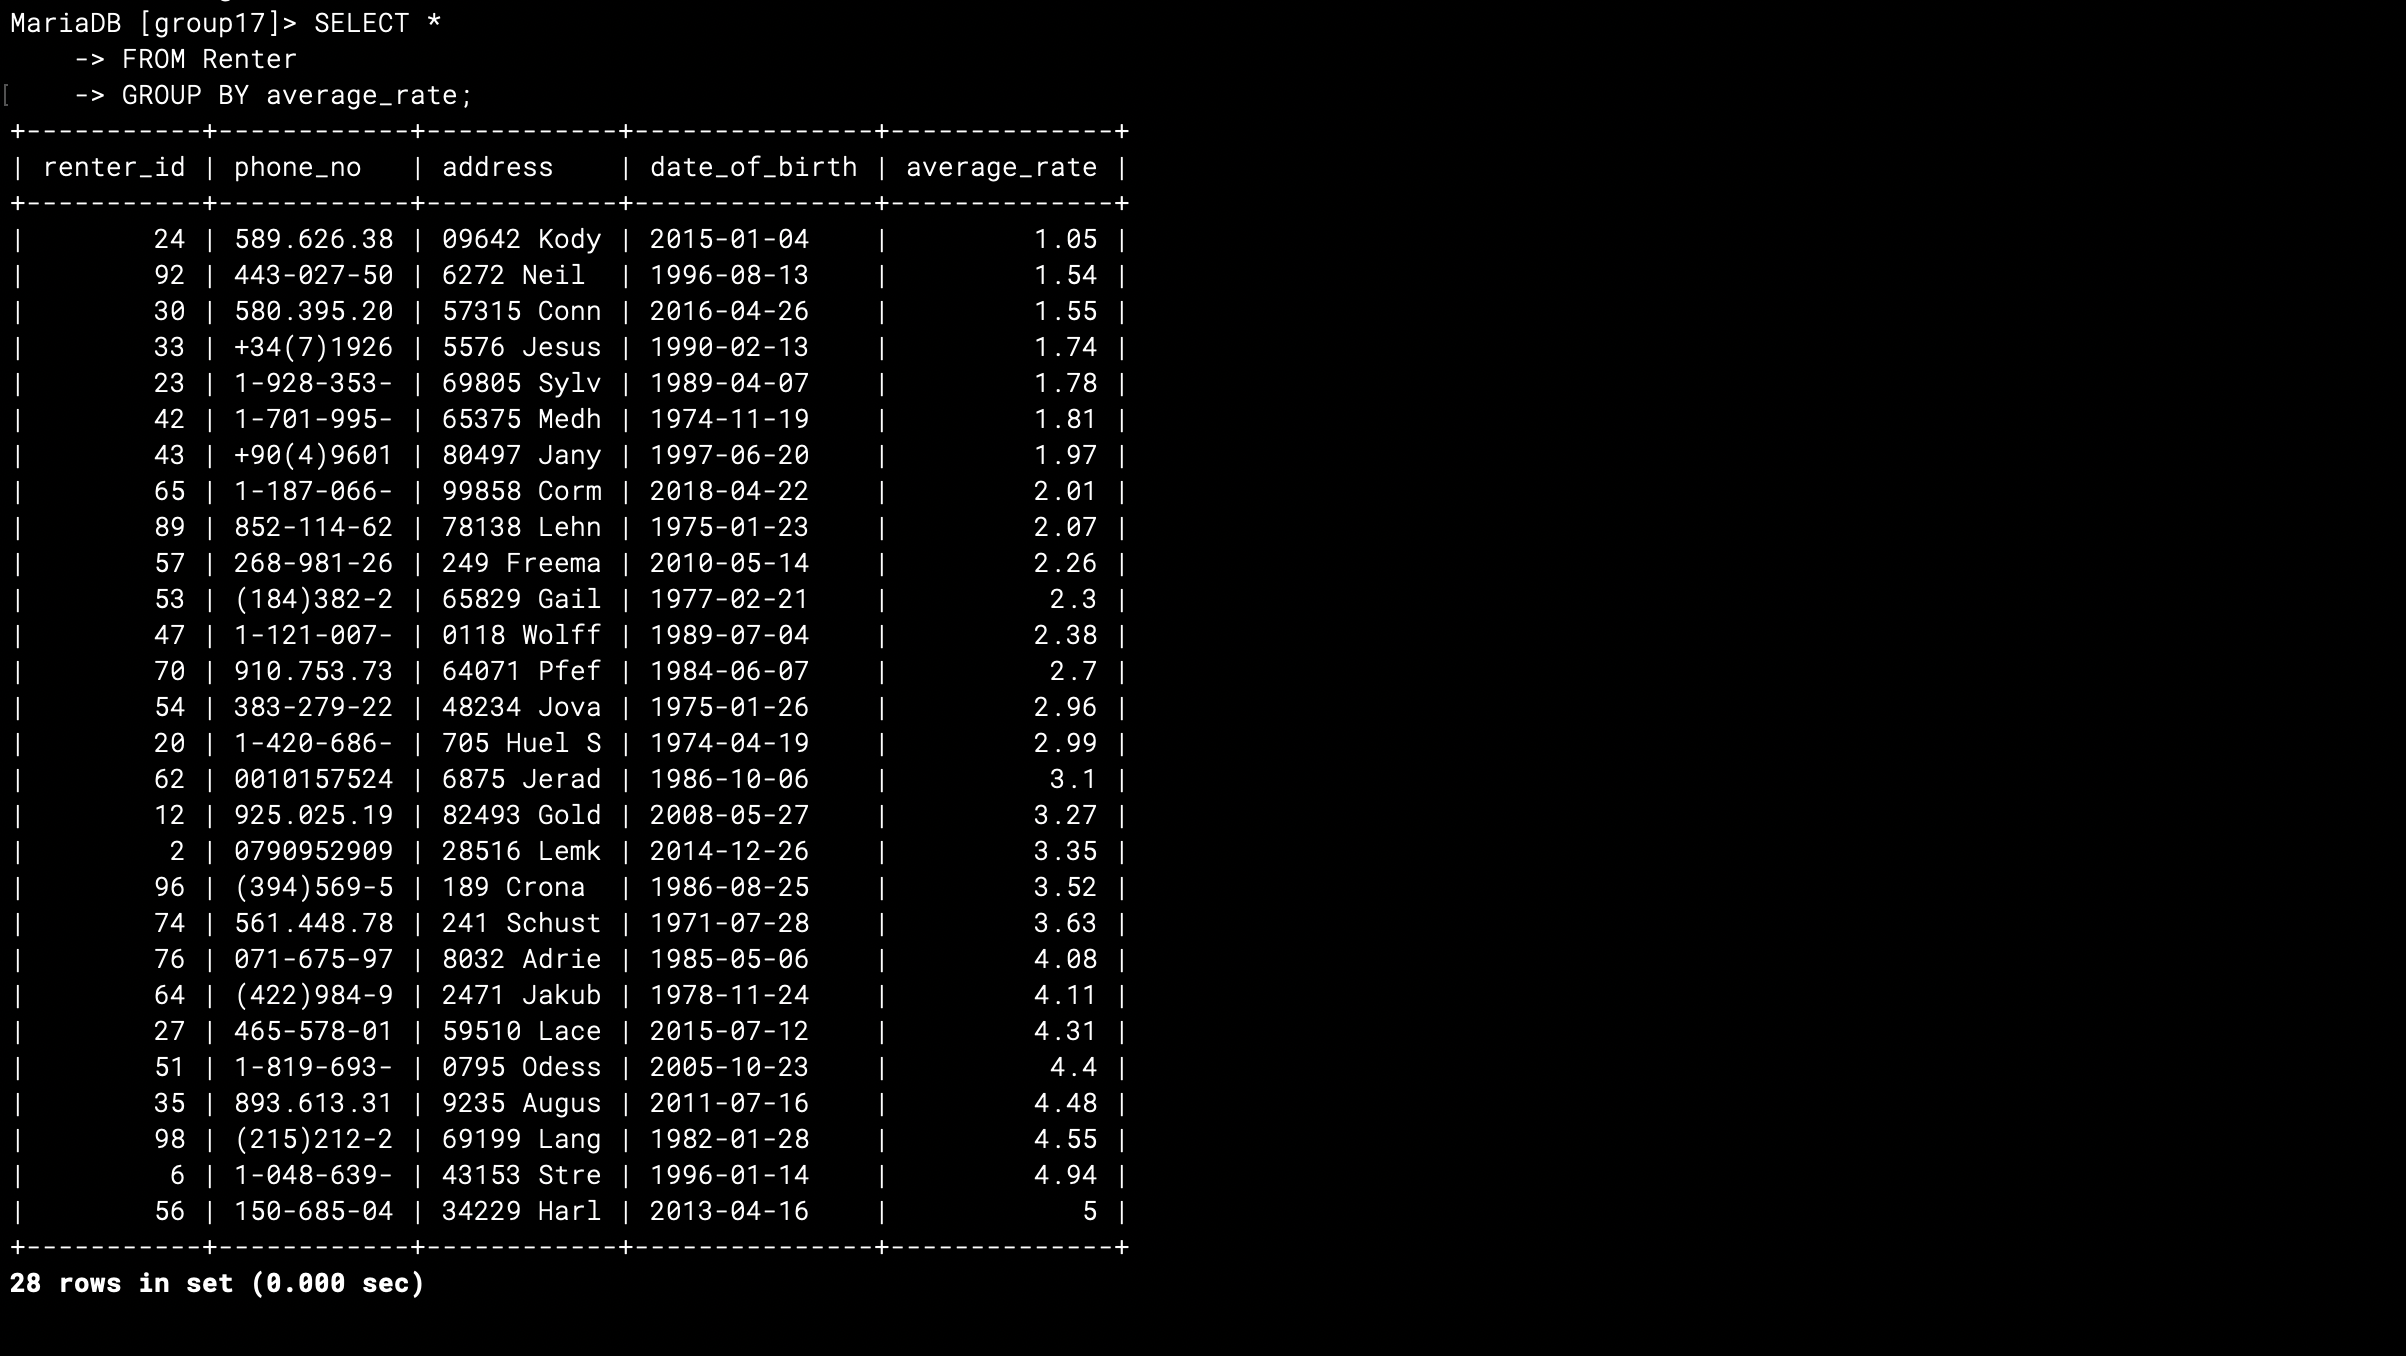 MariaDB [group17]> SELECT *
    -> FROM Renter
[    -> GROUP BY average_rate;
+-----------+------------+------------+---------------+--------------+
| renter_id | phone_no   | address    | date_of_birth | average_rate |
+-----------+------------+------------+---------------+--------------+
|        24 | 589.626.38 | 09642 Kody | 2015-01-04    |         1.05 |
|        92 | 443-027-50 | 6272 Neil  | 1996-08-13    |         1.54 |
|        30 | 580.395.20 | 57315 Conn | 2016-04-26    |         1.55 |
|        33 | +34(7)1926 | 5576 Jesus | 1990-02-13    |         1.74 |
|        23 | 1-928-353- | 69805 Sylv | 1989-04-07    |         1.78 |
|        42 | 1-701-995- | 65375 Medh | 1974-11-19    |         1.81 |
|        43 | +90(4)9601 | 80497 Jany | 1997-06-20    |         1.97 |
|        65 | 1-187-066- | 99858 Corm | 2018-04-22    |         2.01 |
|        89 | 852-114-62 | 78138 Lehn | 1975-01-23    |         2.07 |
|        57 | 268-981-26 | 249 Freema | 2010-05-14    |         2.26 |
|        53 | (184)382-2 | 65829 Gail | 1977-02-21    |          2.3 |
|        47 | 1-121-007- | 0118 Wolff | 1989-07-04    |         2.38 |
|        70 | 910.753.73 | 64071 Pfef | 1984-06-07    |          2.7 |
|        54 | 383-279-22 | 48234 Jova | 1975-01-26    |         2.96 |
|        20 | 1-420-686- | 705 Huel S | 1974-04-19    |         2.99 |
|        62 | 0010157524 | 6875 Jerad | 1986-10-06    |          3.1 |
|        12 | 925.025.19 | 82493 Gold | 2008-05-27    |         3.27 |
|         2 | 0790952909 | 28516 Lemk | 2014-12-26    |         3.35 |
|        96 | (394)569-5 | 189 Crona  | 1986-08-25    |         3.52 |
|        74 | 561.448.78 | 241 Schust | 1971-07-28    |         3.63 |
|        76 | 071-675-97 | 8032 Adrie | 1985-05-06    |         4.08 |
|        64 | (422)984-9 | 2471 Jakub | 1978-11-24    |         4.11 |
|        27 | 465-578-01 | 59510 Lace | 2015-07-12    |         4.31 |
|        51 | 1-819-693- | 0795 Odess | 2005-10-23    |          4.4 |
|        35 | 893.613.31 | 9235 Augus | 2011-07-16    |         4.48 |
|        98 | (215)212-2 | 69199 Lang | 1982-01-28    |         4.55 |
|         6 | 1-048-639- | 43153 Stre | 1996-01-14    |         4.94 |
|        56 | 150-685-04 | 34229 Harl | 2013-04-16    |            5 |
+-----------+------------+------------+---------------+--------------+
28 rows in set (0.000 sec)